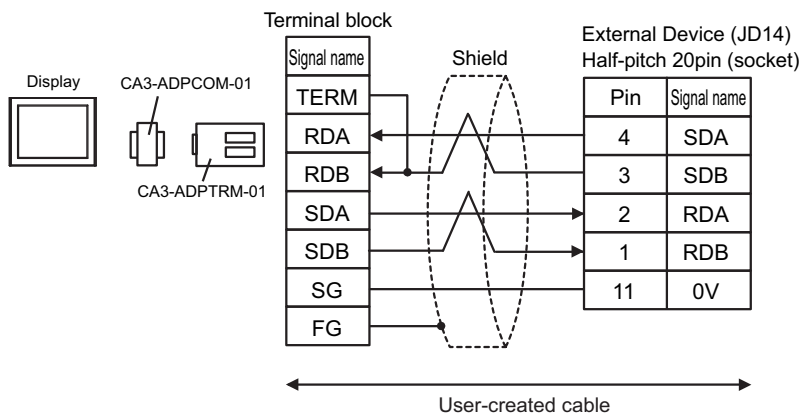 Terminal block
External Device (JD14)
Half-pitch 20pin (socket)
Display
CA3-ADPCOM-01
CA3-ADPTRM-01
Shield
Signal name
TERM
RDA
RDB
SDA
SDB
SG
FG
Pin Signal name
4 SDA
3 SDB
2 RDA
1 RDB
11 0V
User-created cable